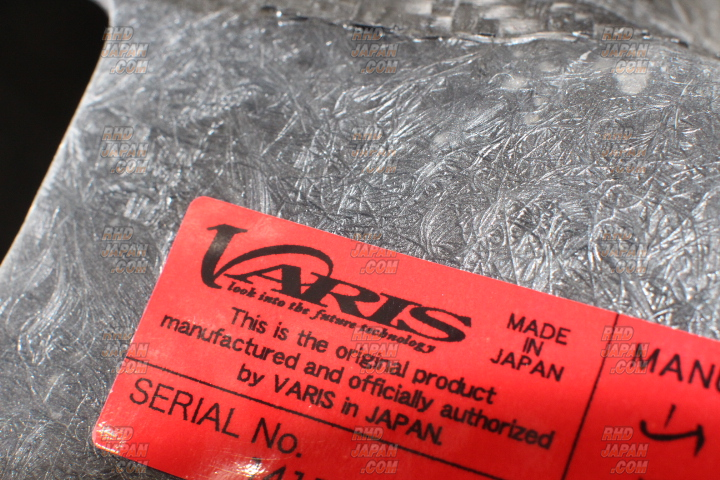 VARIS
look into the future technology
This is the original product
manufactured and officially authorized
by VARIS in JAPAN.
MADE
IN
JAPAN
SERIAL No.
MANU
RHD
JAPAN
.COM